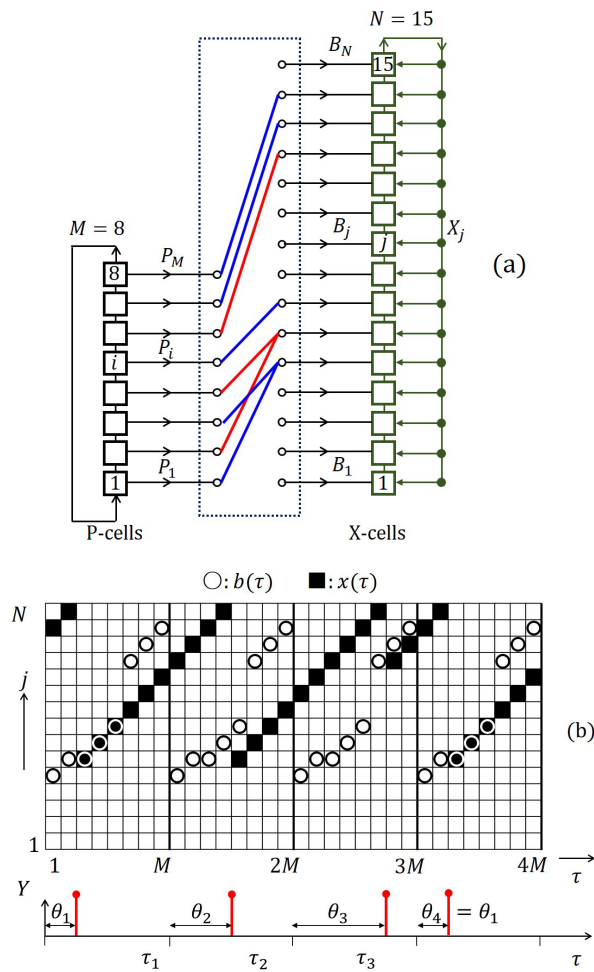 N = 15
B_N
15
M = 8
P_M
B_j
j
X_j
(a)
8
P_i
i
P_1
B_1
1
1
P-cells
X-cells
○: b(τ) ■: x(τ)
N
j
(b)
1
1 M 2M 3M 4M τ
Y
θ_1 θ_2 θ_3 θ_4 = θ_1
τ_1 τ_2 τ_3 τ